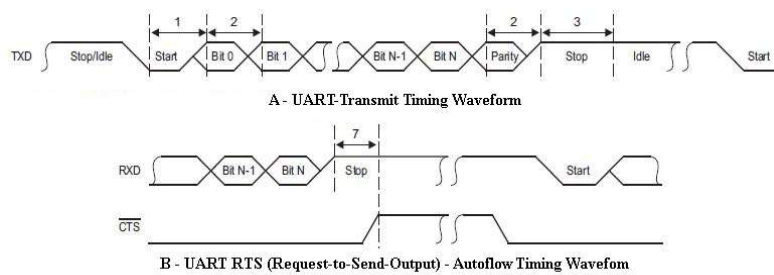 1 2 2 3
TXD Stop/Idle Start Bit 0 Bit 1 Bit N-1 Bit N Parity Stop Idle Start
A - UART-Transmit Timing Waveform
7
RXD Bit N-1 Bit N Stop Start
CTS
B - UART RTS (Request-to-Send-Output) - Autoflow Timing Wavefom